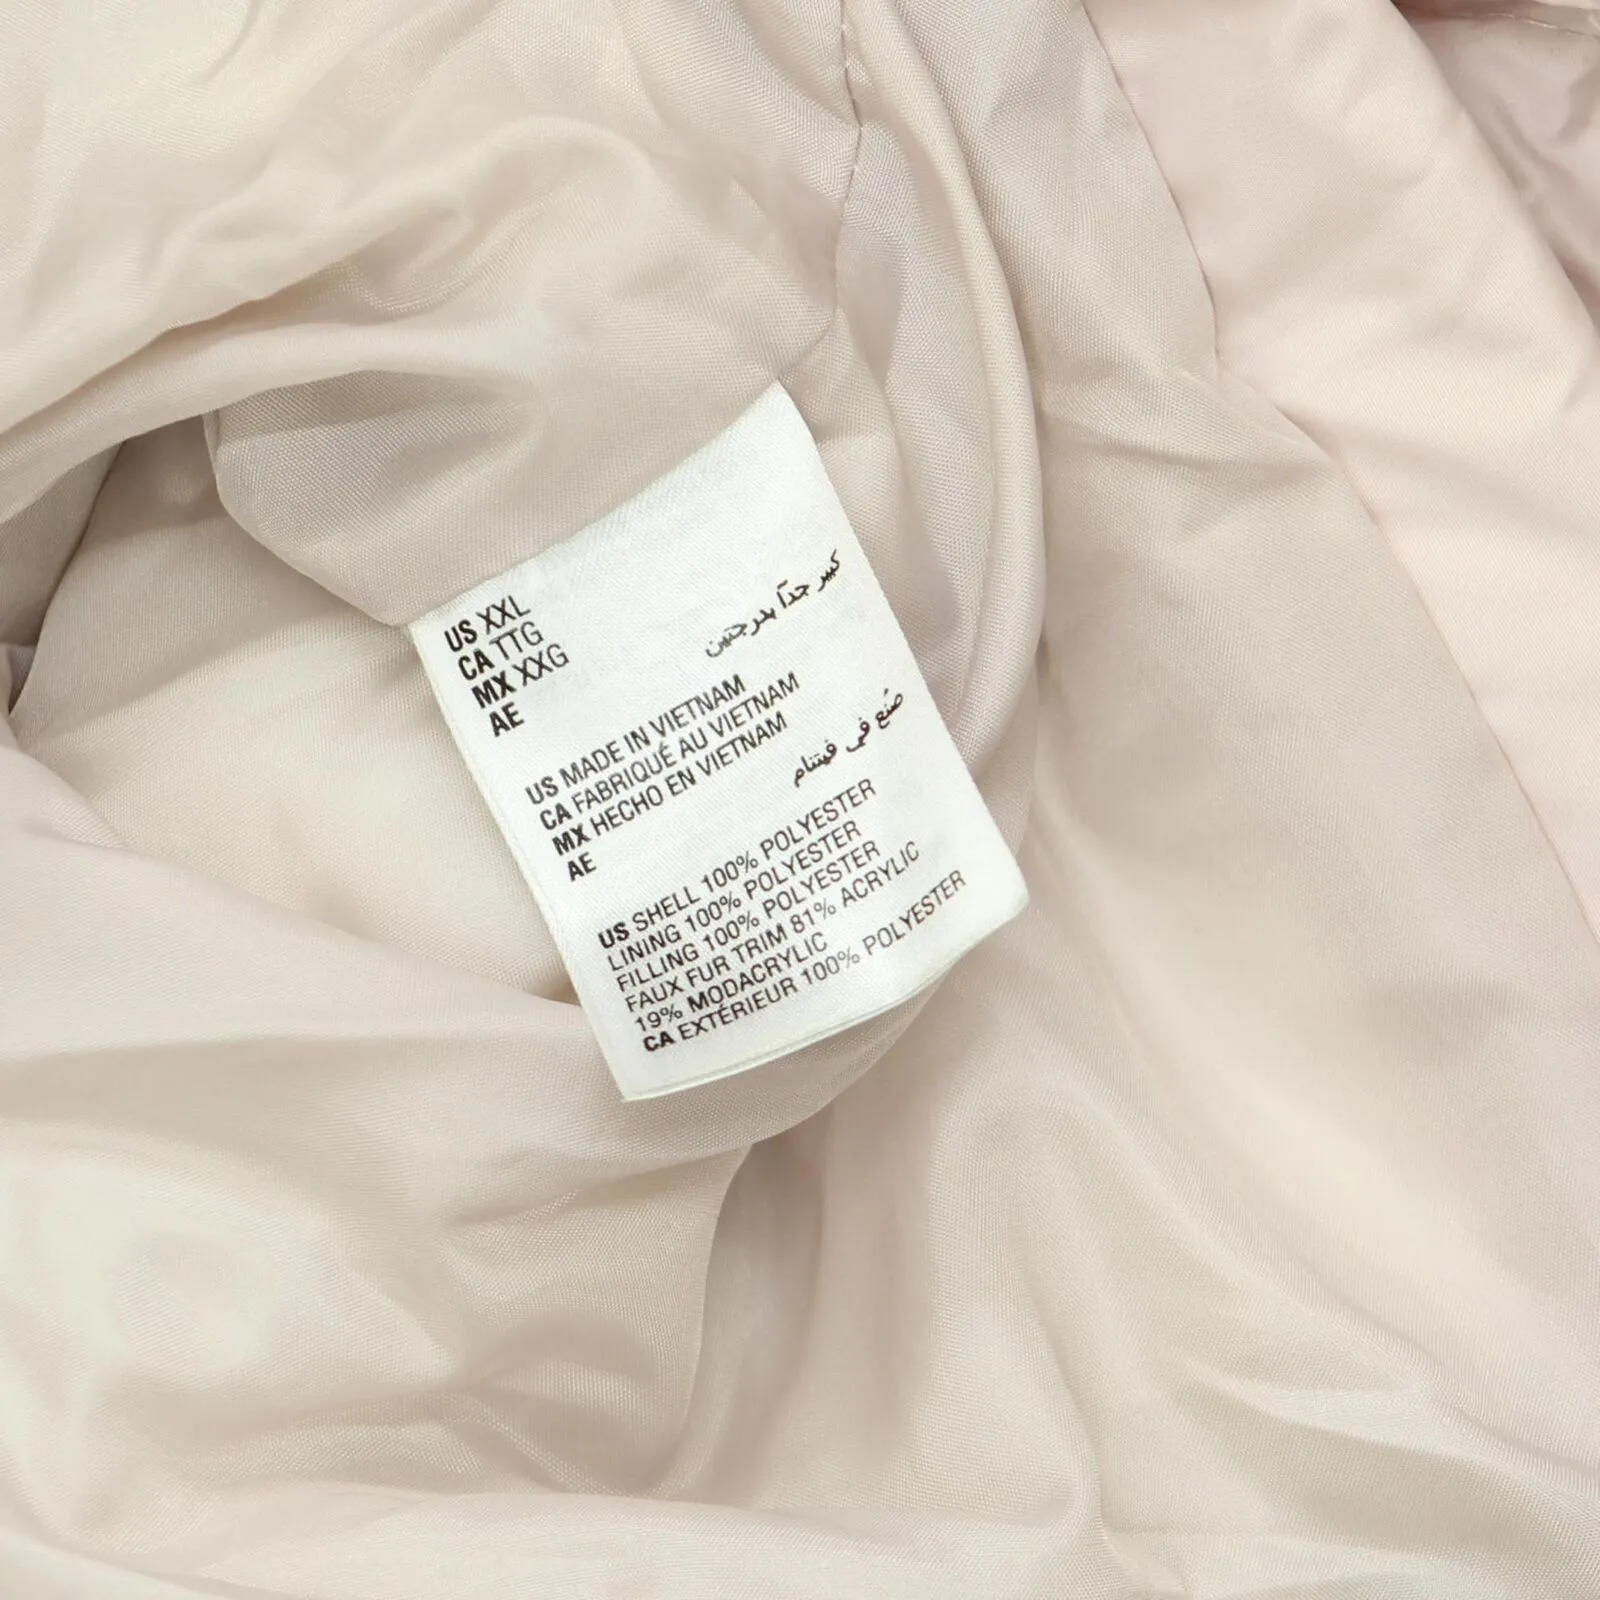 US XXL
CA TTG
MX XXG
AE كبير جداً بدرجتين
US MADE IN VIETNAM
CA FABRIQUÉ AU VIETNAM
MX HECHO EN VIETNAM
AE صُنع في فيتنام
US SHELL 100% POLYESTER
LINING 100% POLYESTER
FILLING 100% POLYESTER
FAUX FUR TRIM 81% ACRYLIC
19% MODACRYLIC
CA EXTÉRIEUR 100% POLYESTER